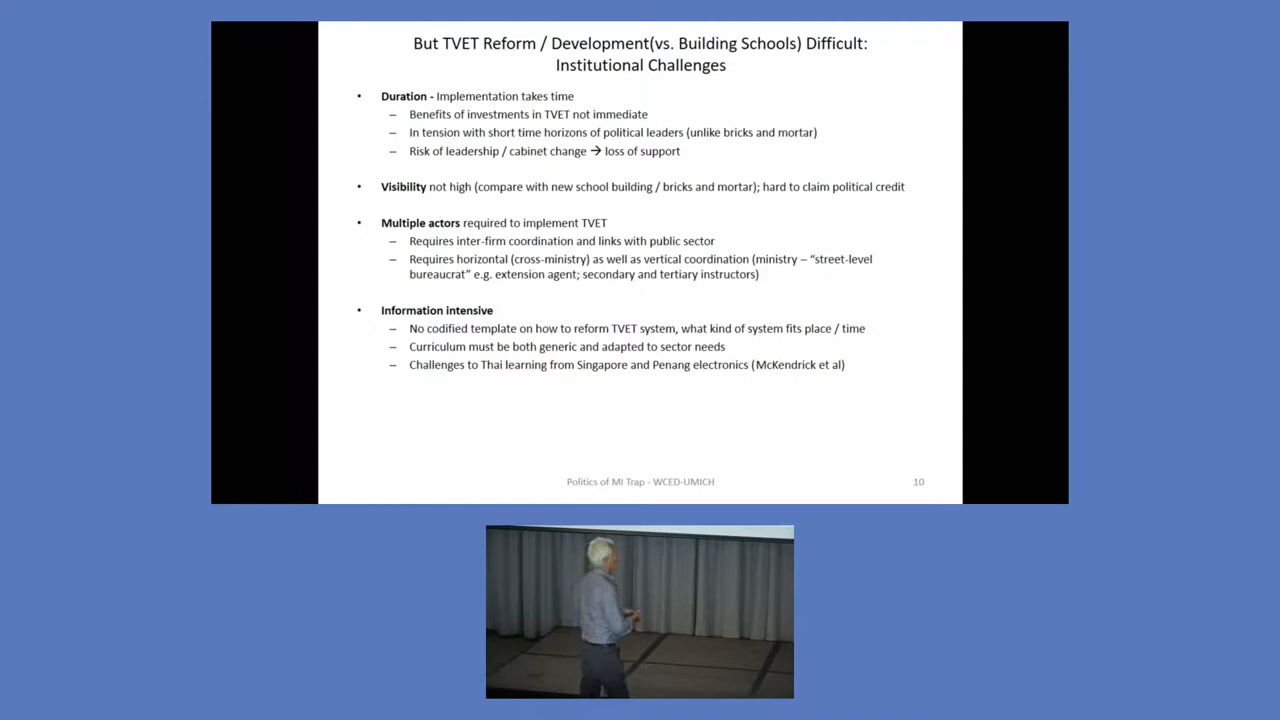 But TVET Reform / Development(vs. Building Schools) Difficult:
Institutional Challenges
• Duration - Implementation takes time
– Benefits of investments in TVET not immediate
– In tension with short time horizons of political leaders (unlike bricks and mortar)
– Risk of leadership / cabinet change → loss of support
• Visibility not high (compare with new school building / bricks and mortar); hard to claim political credit
• Multiple actors required to implement TVET
– Requires inter-firm coordination and links with public sector
– Requires horizontal (cross-ministry) as well as vertical coordination (ministry – “street-level
bureaucrat” e.g. extension agent; secondary and tertiary instructors)
• Information intensive
– No codified template on how to reform TVET system, what kind of system fits place / time
– Curriculum must be both generic and adapted to sector needs
– Challenges to Thai learning from Singapore and Penang electronics (McKendrick et al)
Politics of MI Trap - WCED-UMICH
10